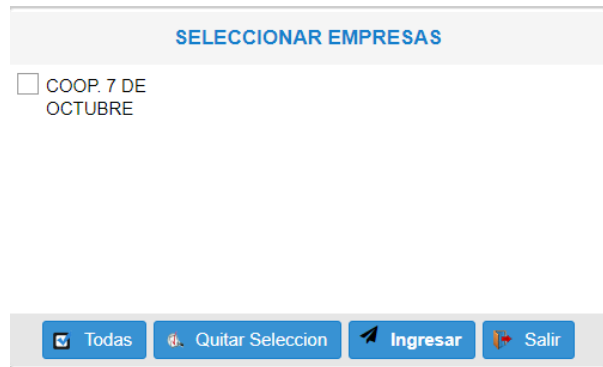 SELECCIONAR EMPRESAS
COOP. 7 DE
OCTUBRE
Todas Quitar Seleccion Ingresar Salir